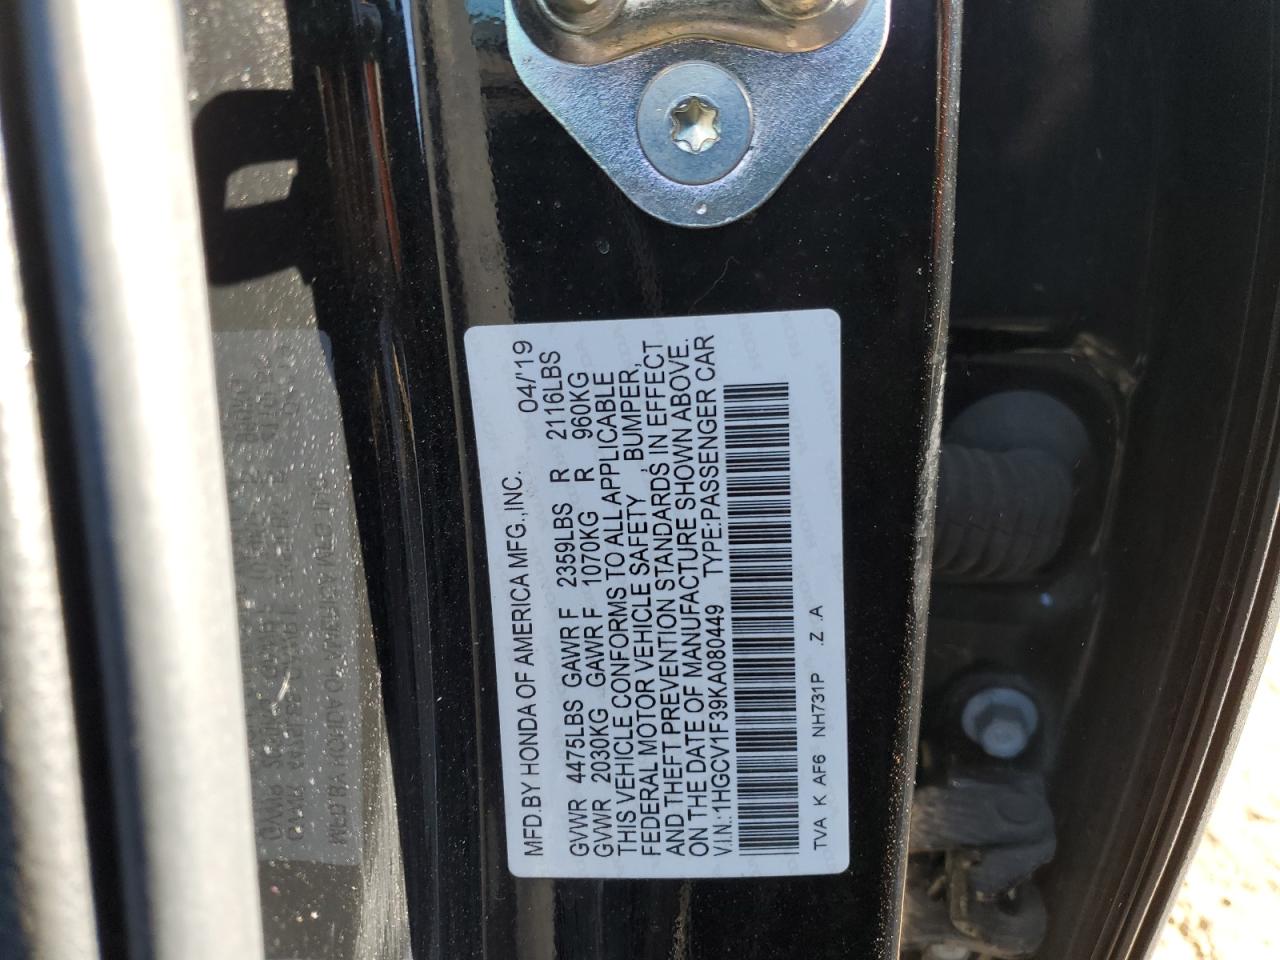 MFD.BY HONDA OF AMERICA MFG.,INC. 04/'19
GVWR 4475LBS GAWR F 2359LBS R 2116LBS
GVWR 2030KG GAWR F 1070KG R 960KG
THIS VEHICLE CONFORMS TO ALL APPLICABLE
FEDERAL MOTOR VEHICLE SAFETY, BUMPER,
AND THEFT PREVENTION STANDARDS IN EFFECT
ON THE DATE OF MANUFACTURE SHOWN ABOVE.
V.I.N.:1HGCV1F39KA080449 TYPE:PASSENGER CAR
TVA K AF6 NH731P .Z .A